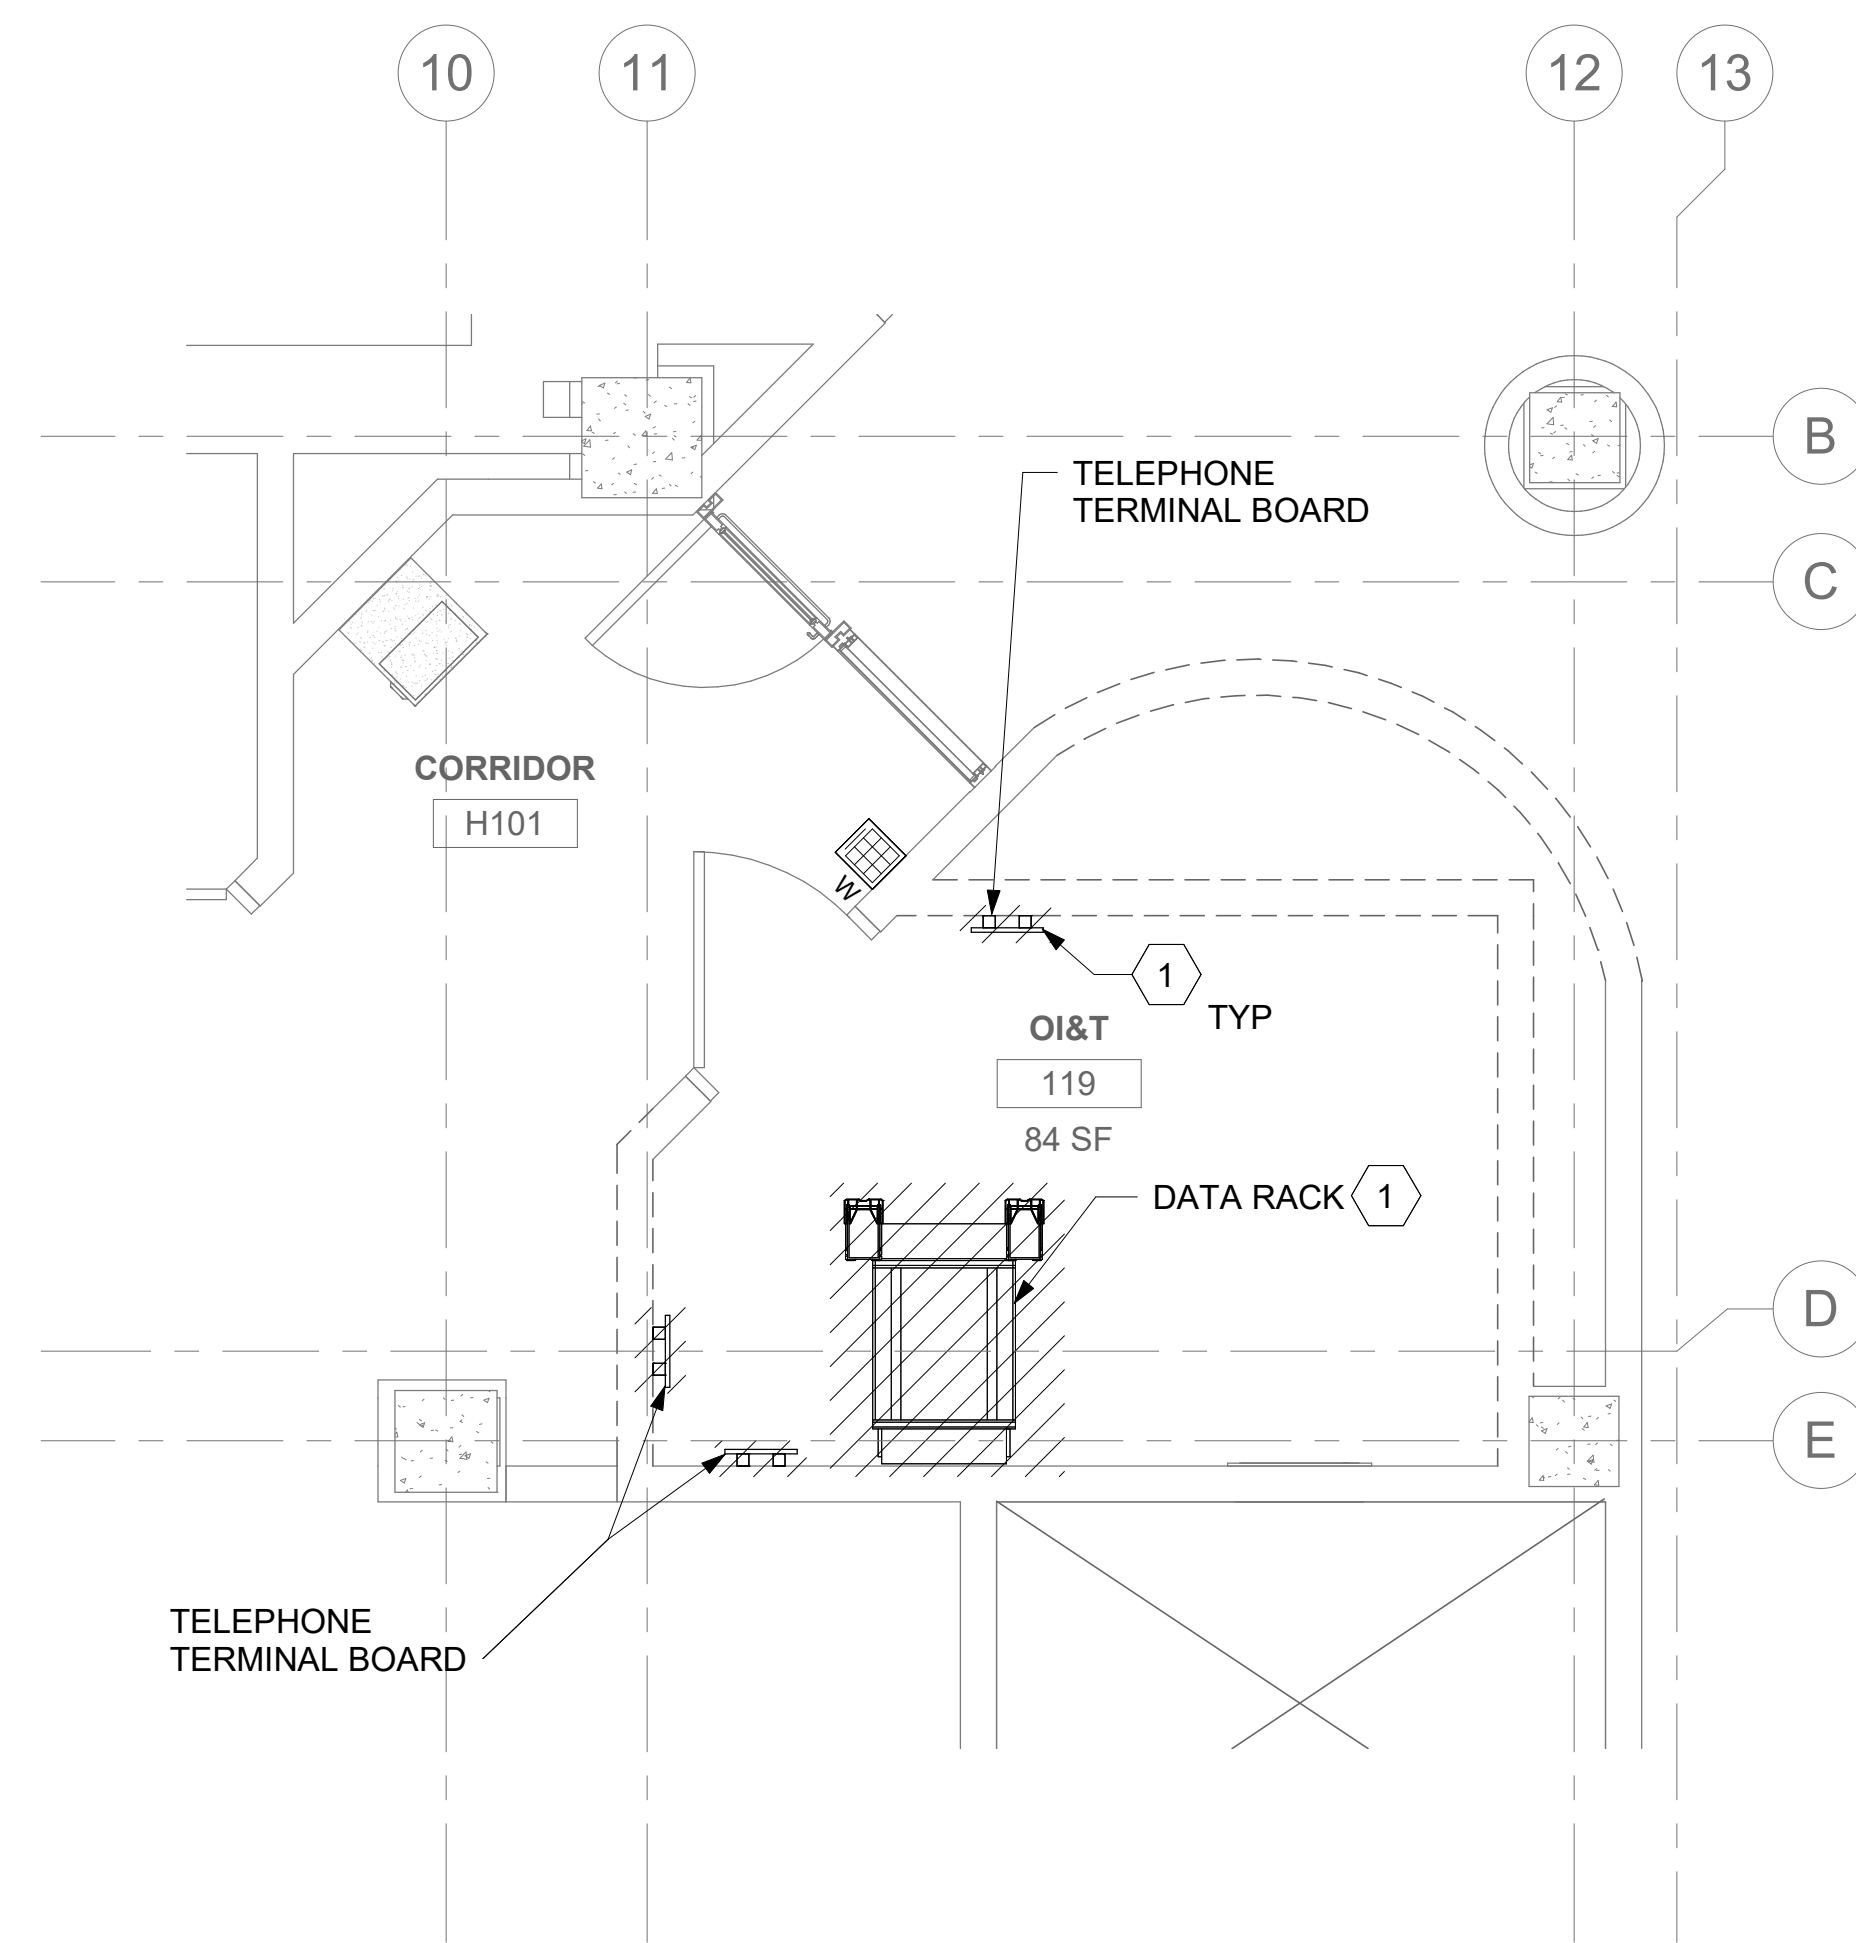 10
11
12
13
B
TELEPHONE
TERMINAL BOARD
C
CORRIDOR
H101
W
1
TYP
OI&T
119
84 SF
DATA RACK
1
D
E
TELEPHONE
TERMINAL BOARD